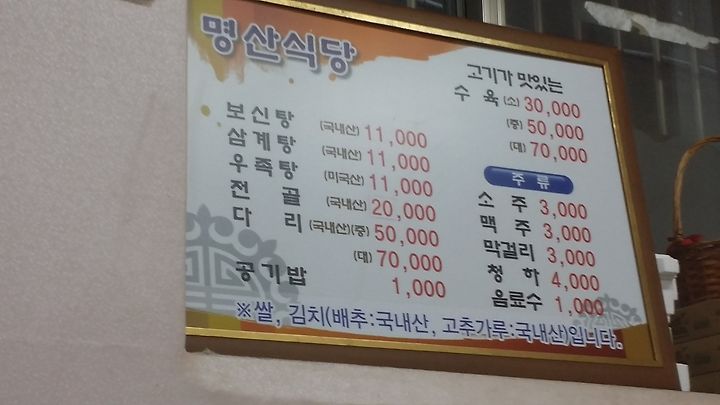 명산식당
보신탕 (국내산) 11,000
삼계탕 (국내산) 11,000
우족탕 (미국산) 11,000
전골 (국내산) 20,000
다리 (국내산)(중) 50,000
(대) 70,000
공기밥 1,000
고기가 맛있는
수육 (소) 30,000
(중) 50,000
(대) 70,000
주류
소주 3,000
맥주 3,000
막걸리 3,000
청하 4,000
음료수 1,000
※쌀, 김치(배추:국내산, 고추가루:국내산)입니다.